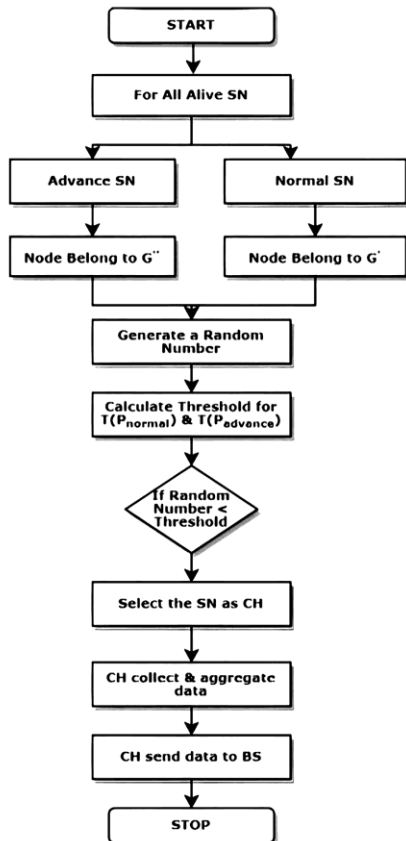 START
For All Alive SN
Advance SN
Normal SN
Node Belong to G¨
Node Belong to G˙
Generate a Random
Number
Calculate Threshold for
T(Pnormal) & T(Padvance)
If Random
Number <
Threshold
Select the SN as CH
CH collect & aggregate
data
CH send data to BS
STOP